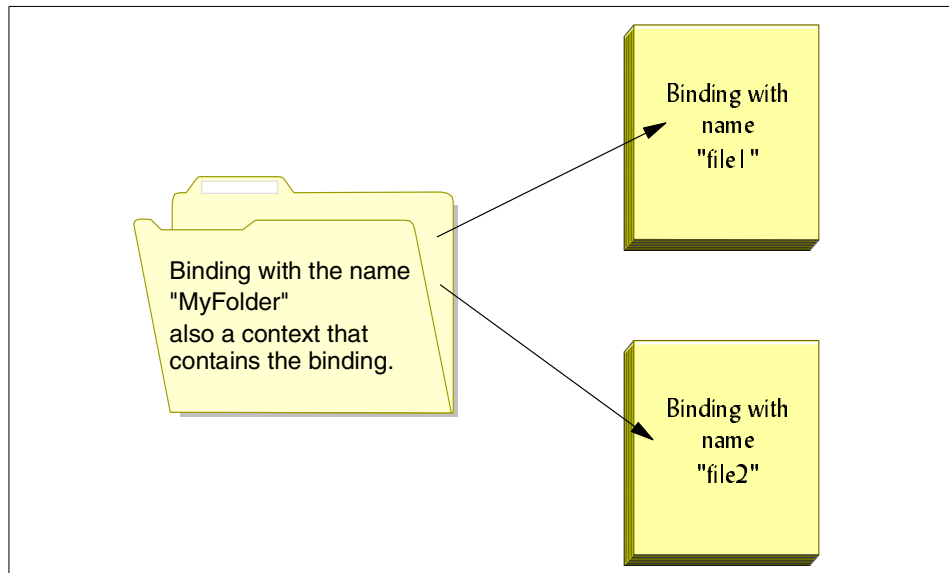 Binding with the name
"MyFolder"
also a context that
contains the binding.
Binding with
name
"file1"
Binding with
name
"file2"